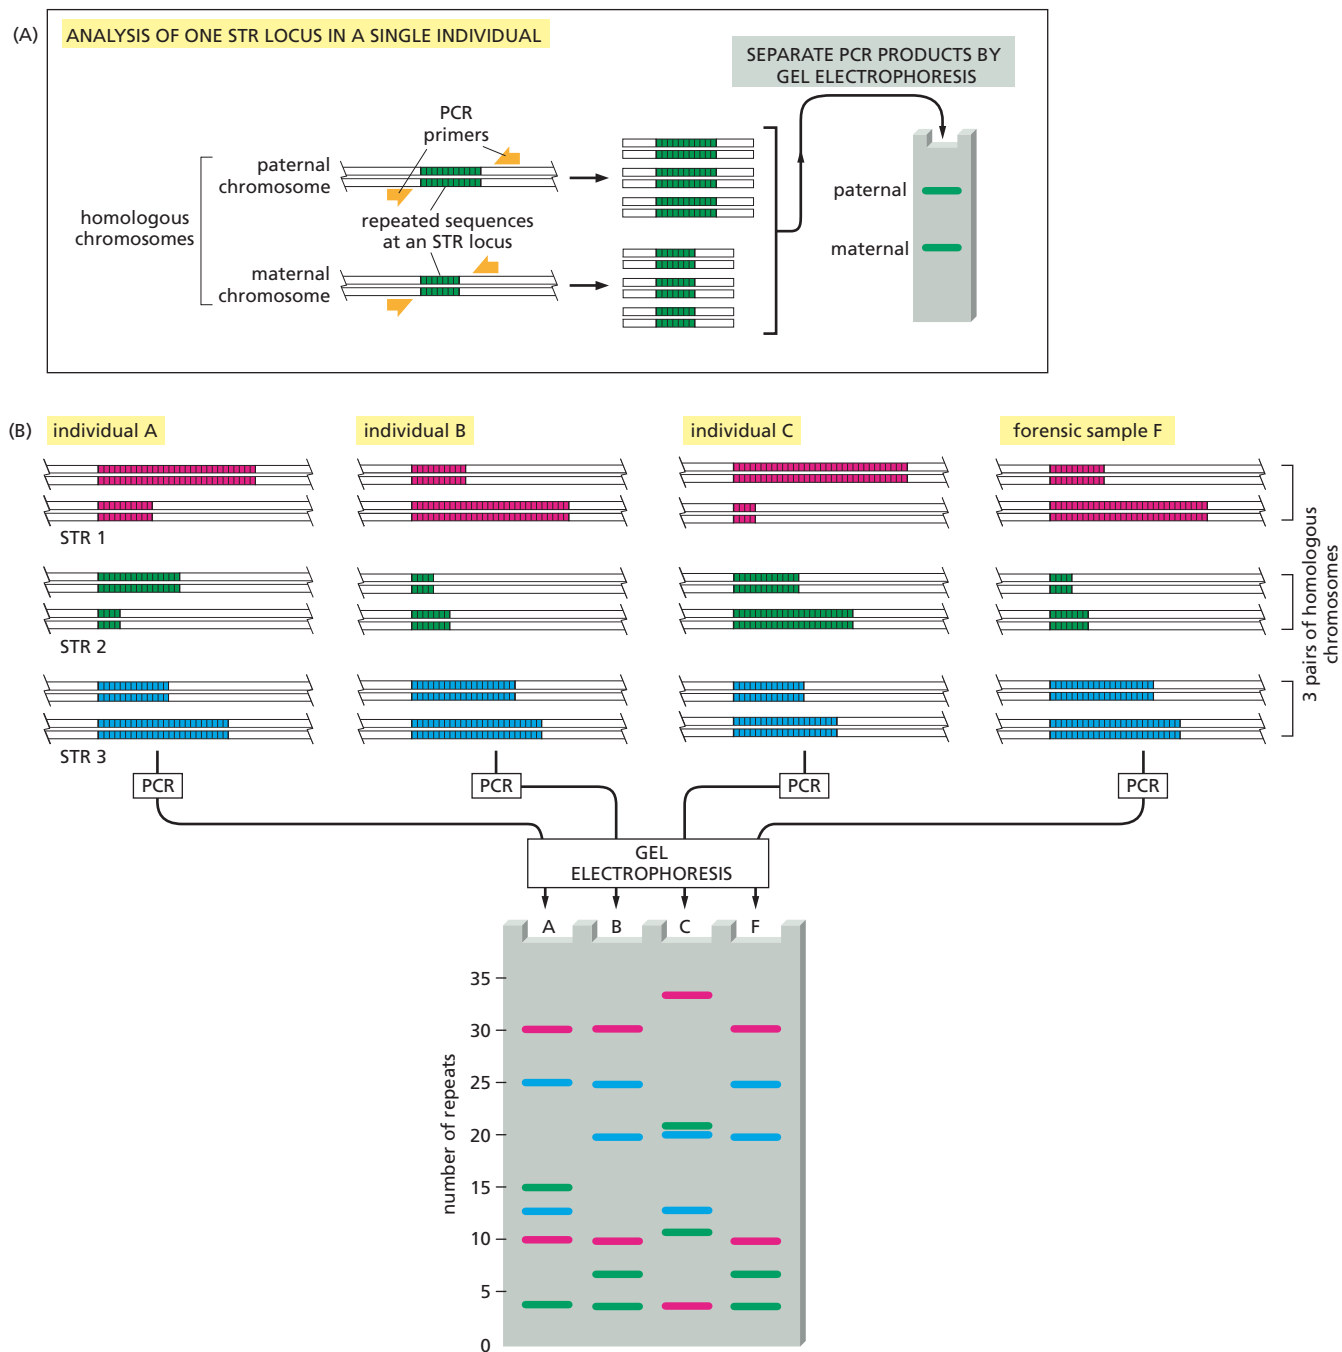 (A)
ANALYSIS OF ONE STR LOCUS IN A SINGLE INDIVIDUAL
SEPARATE PCR PRODUCTS BY
GEL ELECTROPHORESIS
PCR
primers
paternal
chromosome
homologous
chromosomes
repeated sequences
at an STR locus
maternal
chromosome
paternal
maternal
(B)
individual A
individual B
individual C
forensic sample F
STR 1
STR 2
STR 3
3 pairs of homologous
chromosomes
PCR
PCR
PCR
PCR
GEL
ELECTROPHORESIS
A
B
C
F
number of repeats
35
30
25
20
15
10
5
0